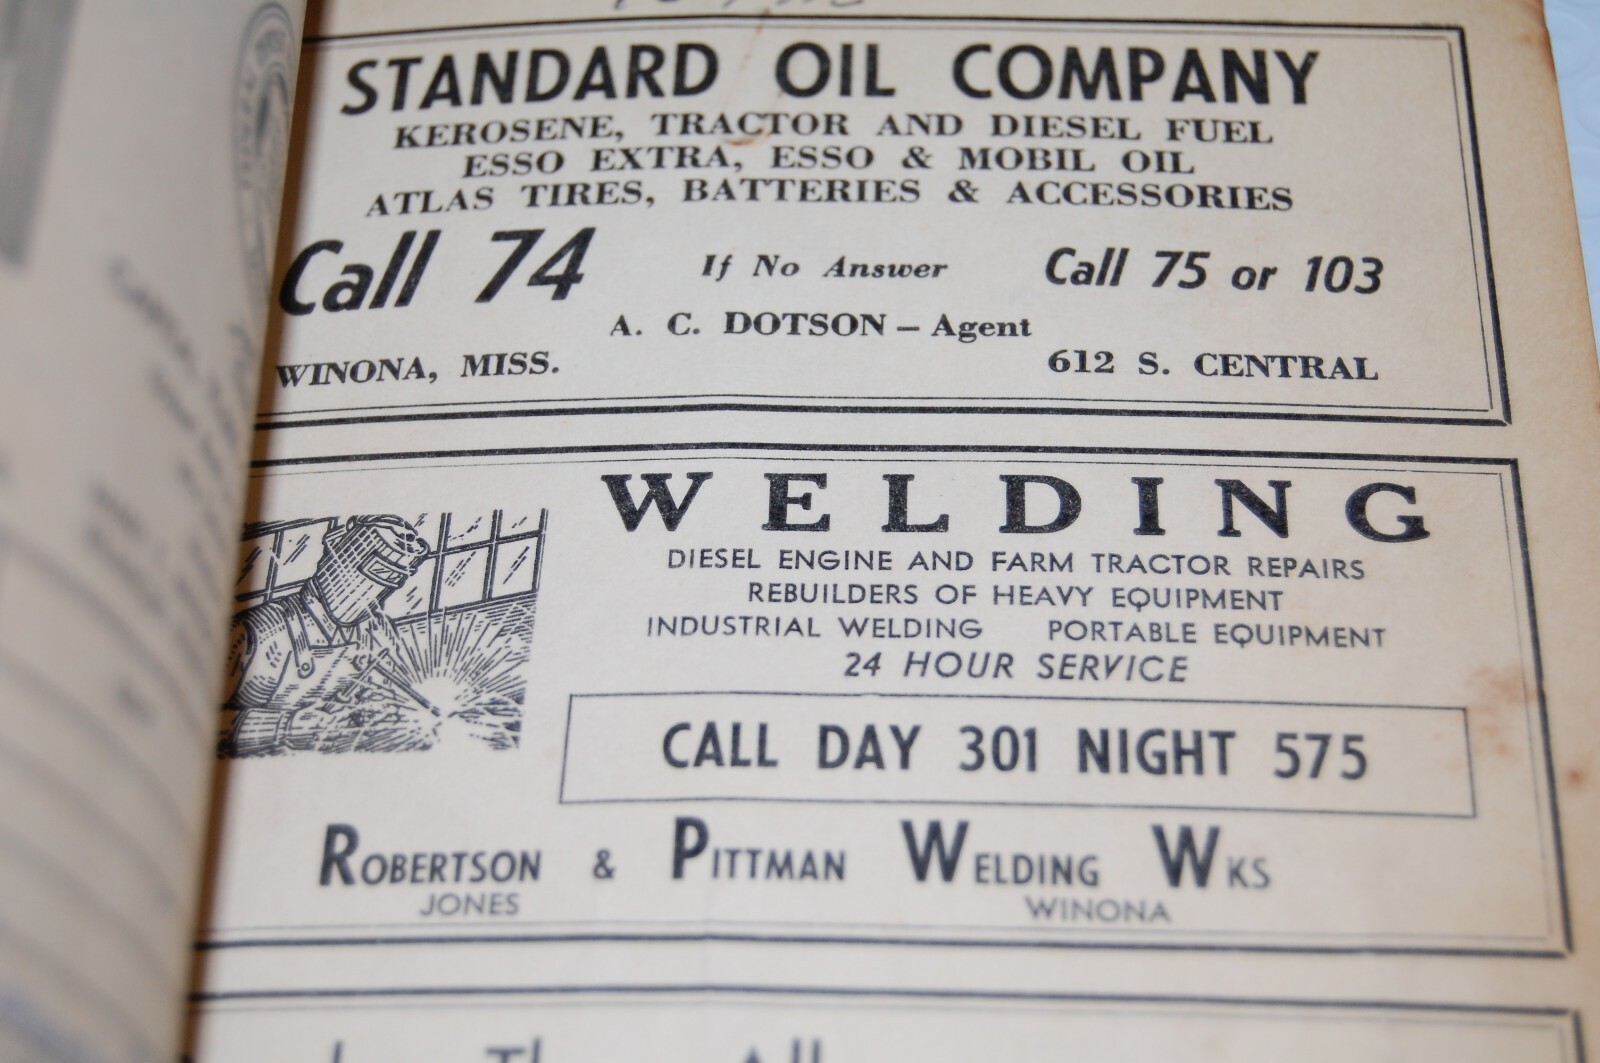 STANDARD OIL COMPANY
KEROSENE, TRACTOR AND DIESEL FUEL
ESSO EXTRA, ESSO & MOBIL OIL
ATLAS TIRES, BATTERIES & ACCESSORIES
Call 74 If No Answer Call 75 or 103
A. C. DOTSON – Agent
WINONA, MISS. 612 S. CENTRAL
WELDING
DIESEL ENGINE AND FARM TRACTOR REPAIRS
REBUILDERS OF HEAVY EQUIPMENT
INDUSTRIAL WELDING PORTABLE EQUIPMENT
24 HOUR SERVICE
CALL DAY 301 NIGHT 575
ROBERTSON & PITTMAN WELDING WKS
JONES WINONA